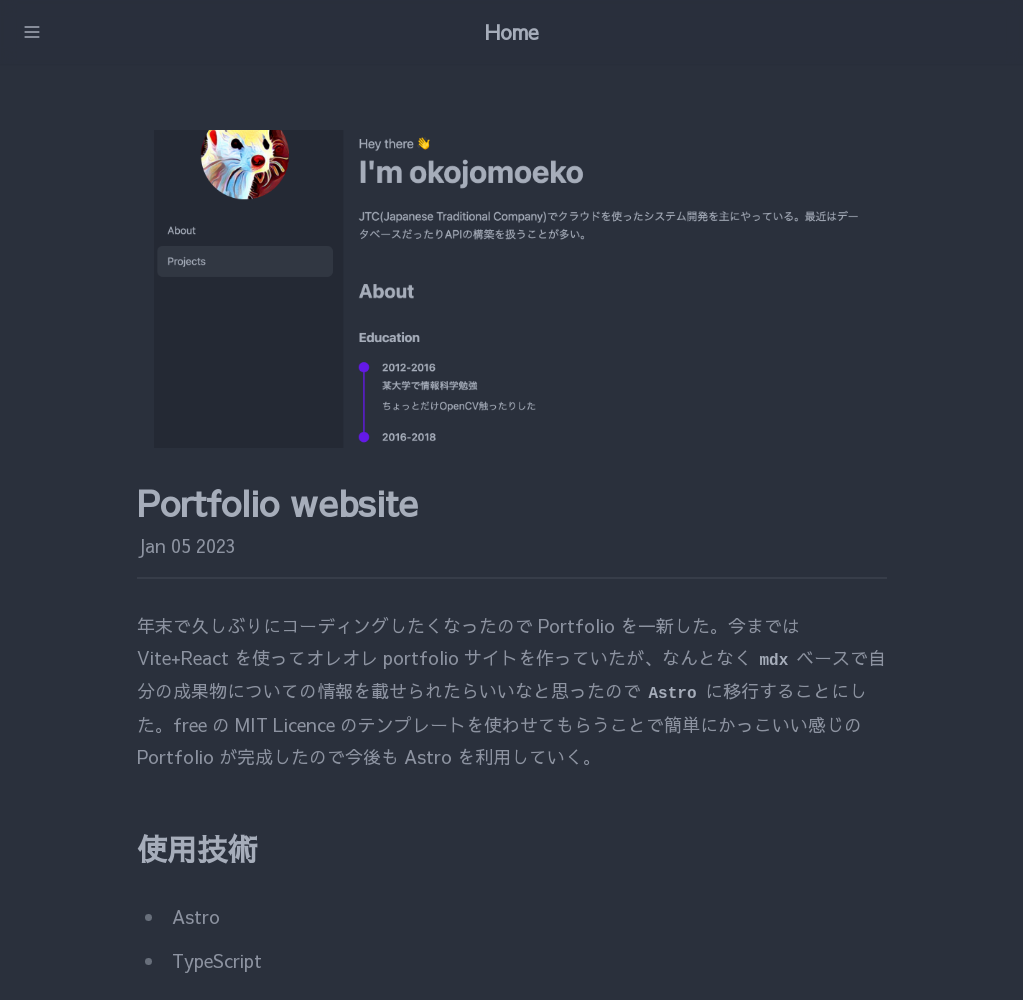 Home
Hey there 👋
I'm okojomoeko
JTC(Japanese Traditional Company)でクラウドを使ったシステム開発を主にやっている。最近はデー
タベースだったりAPIの構築を扱うことが多い。
About
Projects
About
Education
2012-2016
某大学で情報科学勉強
ちょっとだけOpenCV触ったりした
2016-2018
Portfolio website
Jan 05 2023
年末で久しぶりにコーディングしたくなったので Portfolio を一新した。今までは
Vite+React を使ってオレオレ portfolio サイトを作っていたが、なんとなく mdx ベースで自
分の成果物についての情報を載せられたらいいなと思ったので Astro に移行することにし
た。free の MIT Licence のテンプレートを使わせてもらうことで簡単にかっこいい感じの
Portfolio が完成したので今後も Astro を利用していく。
使用技術
Astro
TypeScript